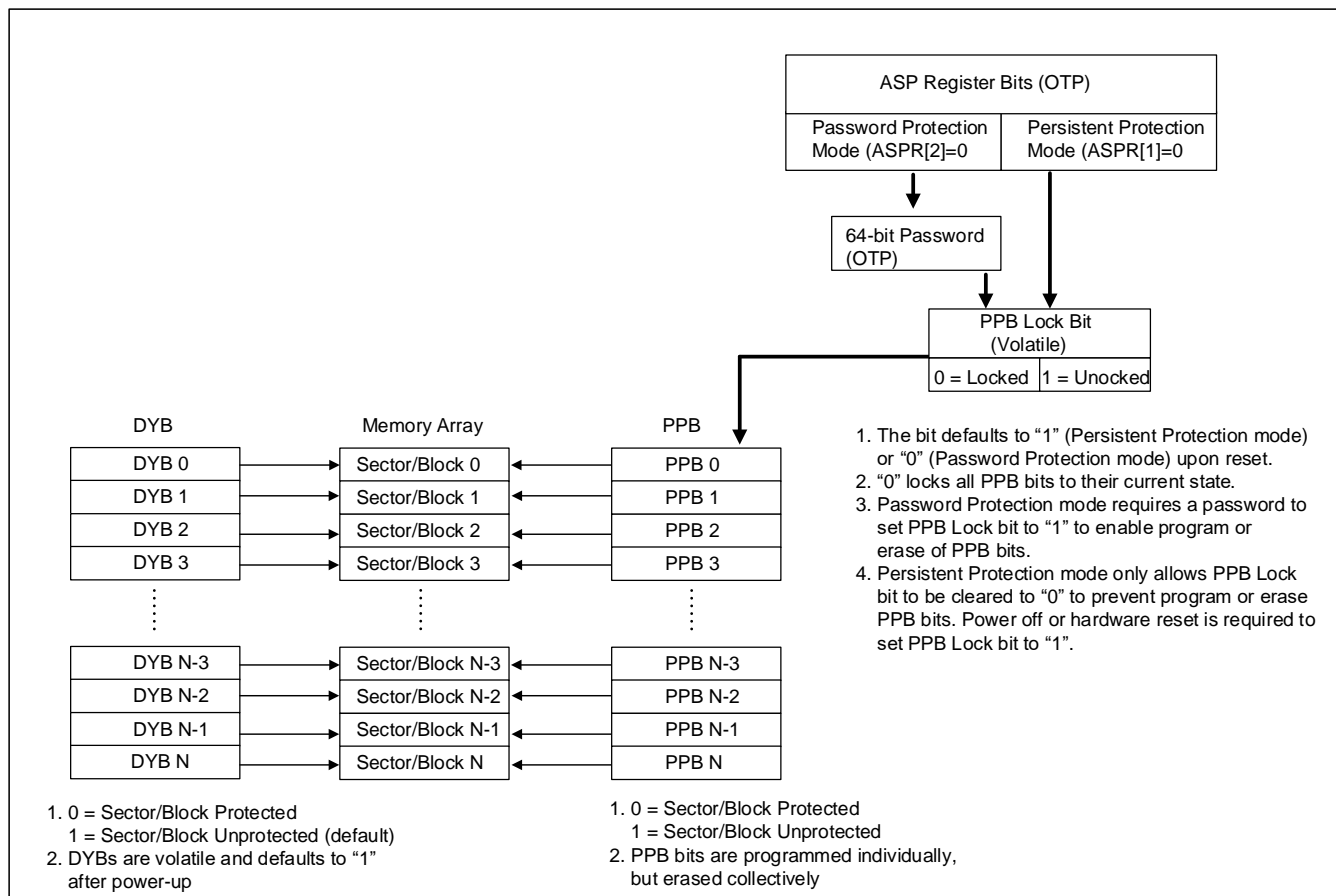 ASP Register Bits (OTP)
Password Protection
Mode (ASPR[2]=0
Persistent Protection
Mode (ASPR[1]=0
64-bit Password
(OTP)
PPB Lock Bit
(Volatile)
0 = Locked
1 = Unocked
1. The bit defaults to “1” (Persistent Protection mode)
or “0” (Password Protection mode) upon reset.
2. “0” locks all PPB bits to their current state.
3. Password Protection mode requires a password to
set PPB Lock bit to “1” to enable program or
erase of PPB bits.
4. Persistent Protection mode only allows PPB Lock
bit to be cleared to “0” to prevent program or erase
PPB bits. Power off or hardware reset is required to
set PPB Lock bit to “1”.
DYB
Memory Array
PPB
DYB 0
Sector/Block 0
PPB 0
DYB 1
Sector/Block 1
PPB 1
DYB 2
Sector/Block 2
PPB 2
DYB 3
Sector/Block 3
PPB 3
DYB N-3
Sector/Block N-3
PPB N-3
DYB N-2
Sector/Block N-2
PPB N-2
DYB N-1
Sector/Block N-1
PPB N-1
DYB N
Sector/Block N
PPB N
1. 0 = Sector/Block Protected
1 = Sector/Block Unprotected (default)
2. DYBs are volatile and defaults to “1”
after power-up
1. 0 = Sector/Block Protected
1 = Sector/Block Unprotected
2. PPB bits are programmed individually,
but erased collectively